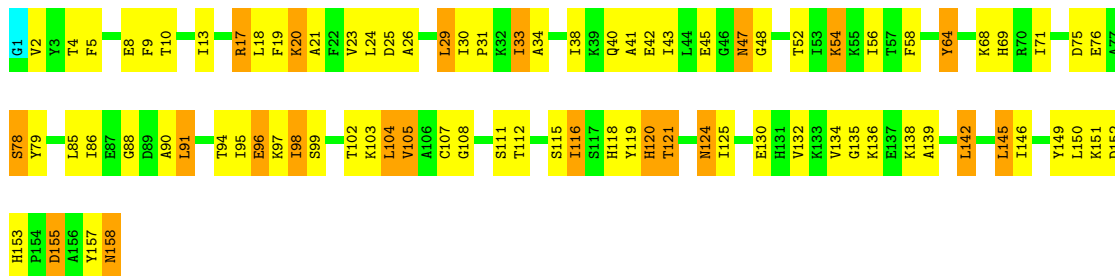 G1 V2 Y3 T4 F5 E8 F9 T10 I13 R17 L18 F19 K20 A21 F22 V23 L24 D25 A26 L29 I30 P31 K32 I33 A34 I38 K39 Q40 A41 E42 I43 L44 E45 G46 N47 G48 T52 I53 K54 K55 I56 T57 F58 Y64 K68 H69 R70 I71 D75 E76 A77
S78 Y79 L85 I86 E87 G88 D89 A90 L91 T94 I95 E96 K97 I98 S99 T102 K103 L104 V105 A106 C107 G108 S111 T112 S115 I116 S117 H118 Y119 H120 T121 N124 I125 E130 H131 V132 K133 V134 G135 K136 E137 K138 A139 L142 L145 I146 Y149 L150 K151 D152
H153 P154 D155 A156 Y157 N158